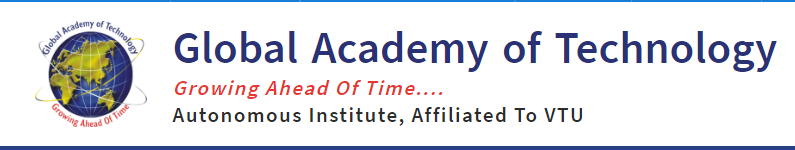 Global Academy of Technology
Growing Ahead Of Time
Global Academy of Technology
Growing Ahead Of Time....
Autonomous Institute, Affiliated To VTU